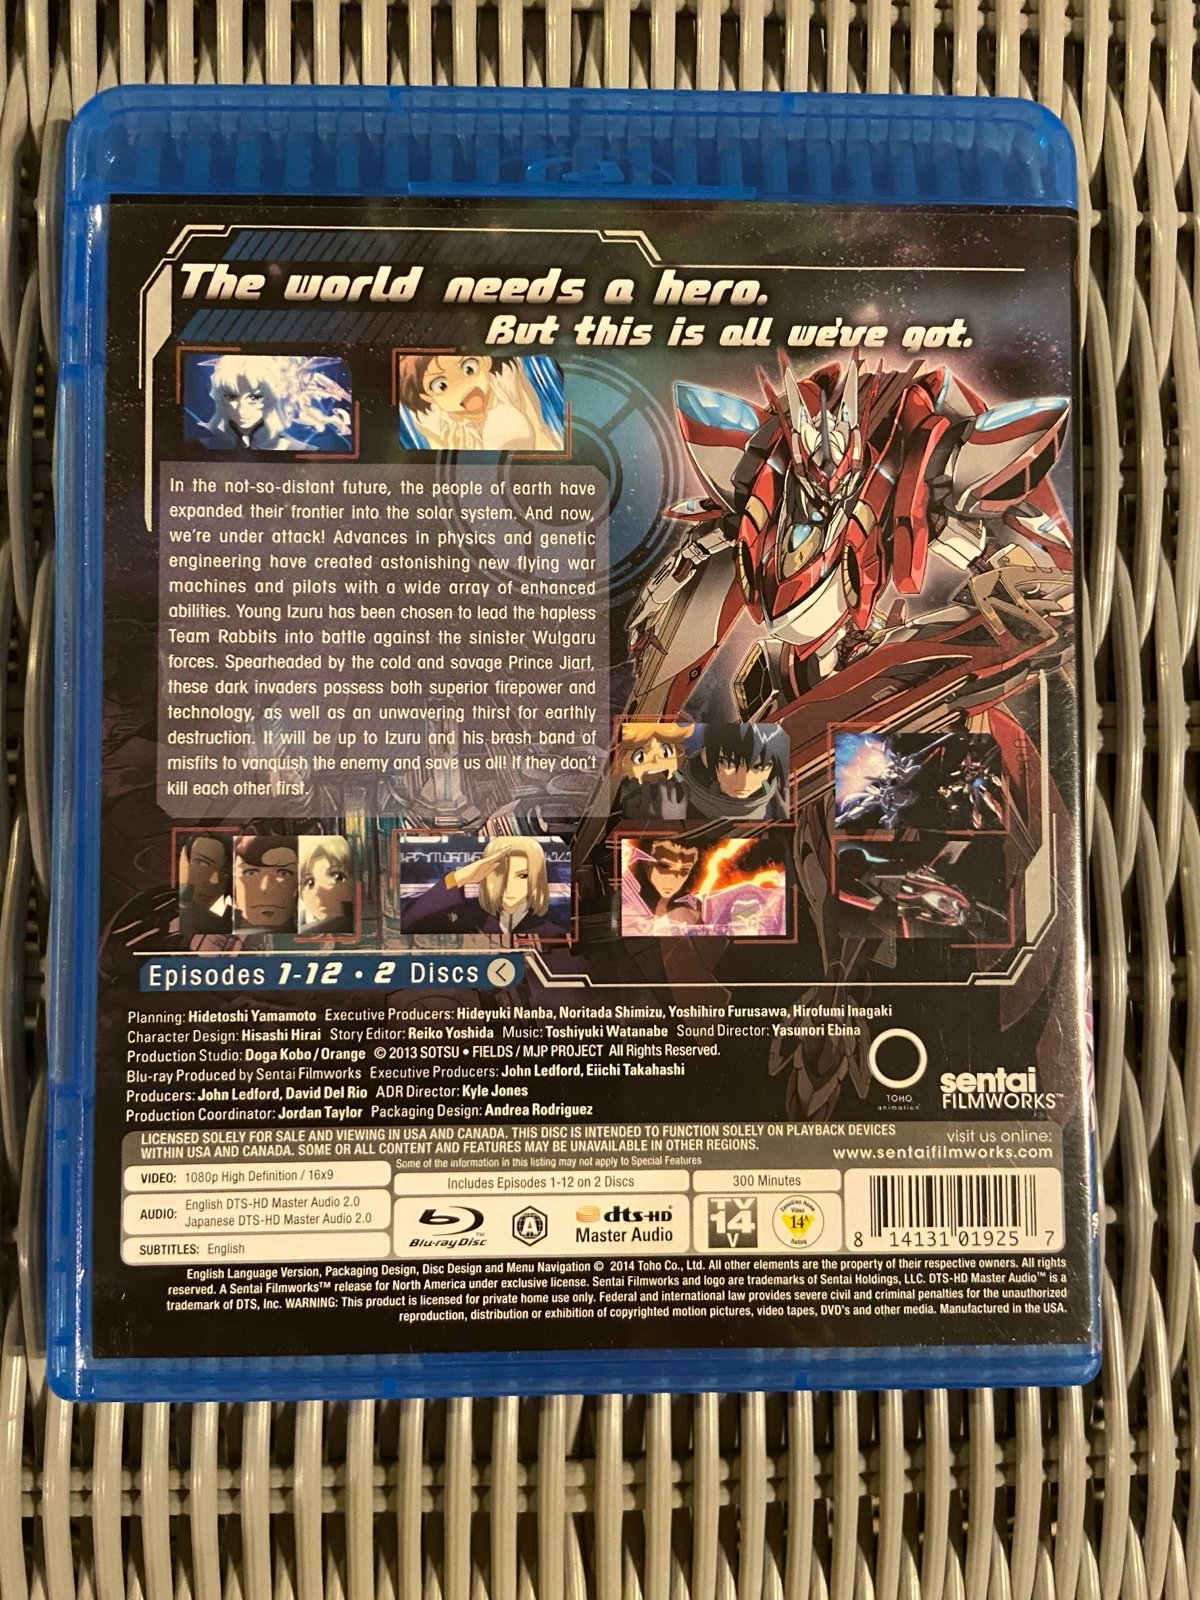 The world needs a hero.
But this is all we've got.
In the not-so-distant future, the people of earth have
expanded their frontier into the solar system. And now,
we're under attack! Advances in physics and genetic
engineering have created astonishing new flying war
machines and pilots with a wide array of enhanced
abilities. Young Izuru has been chosen to lead the hapless
Team Rabbits into battle against the sinister Wulgaru
forces. Spearheaded by the cold and savage Prince Jiart,
these dark invaders possess both superior firepower and
technology, as well as an unwavering thirst for earthly
destruction. It will be up to Izuru and his brash band of
misfits to vanquish the enemy and save us all! If they don't
kill each other first.
Episodes 1-12 • 2 Discs
Planning: Hidetoshi Yamamoto Executive Producers: Hideyuki Nanba, Noritada Shimizu, Yoshihiro Furusawa, Hirofumi Inagaki
Character Design: Hisashi Hirai Story Editor: Reiko Yoshida Music: Toshiyuki Watanabe Sound Director: Yasunori Ebina
Production Studio: Doga Kobo / Orange © 2013 SOTSU • FIELDS / MJP PROJECT All Rights Reserved.
Blu-ray Produced by Sentai Filmworks Executive Producers: John Ledford, Eiichi Takahashi
Producers: John Ledford, David Del Rio ADR Director: Kyle Jones
Production Coordinator: Jordan Taylor Packaging Design: Andrea Rodriguez
TOHO
animation
sentai
FILMWORKS™
LICENSED SOLELY FOR SALE AND VIEWING IN USA AND CANADA. THIS DISC IS INTENDED TO FUNCTION SOLELY ON PLAYBACK DEVICES
WITHIN USA AND CANADA. SOME OR ALL CONTENT AND FEATURES MAY BE UNAVAILABLE IN OTHER REGIONS.
visit us online:
www.sentaifilmworks.com
Some of the information in this listing may not apply to Special Features
VIDEO: 1080p High Definition / 16x9
AUDIO: English DTS-HD Master Audio 2.0
Japanese DTS-HD Master Audio 2.0
SUBTITLES: English
Includes Episodes 1-12 on 2 Discs
Blu-ray Disc™
A
dts-HD
Master Audio
300 Minutes
TV
14
V
Canadian Home
Video
14A
Rating
8 14131 01925 7
English Language Version, Packaging Design, Disc Design and Menu Navigation © 2014 Toho Co., Ltd. All other elements are the property of their respective owners. All rights
reserved. A Sentai Filmworks™ release for North America under exclusive license. Sentai Filmworks and logo are trademarks of Sentai Holdings, LLC. DTS-HD Master Audio™ is a
trademark of DTS, Inc. WARNING: This product is licensed for private home use only. Federal and international law provides severe civil and criminal penalties for the unauthorized
reproduction, distribution or exhibition of copyrighted motion pictures, video tapes, DVD's and other media. Manufactured in the USA.